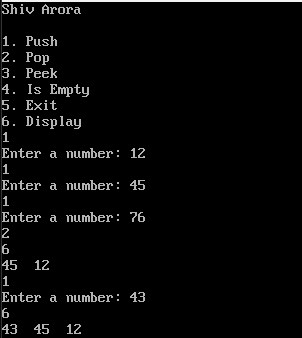 Shiv Arora
1. Push
2. Pop
3. Peek
4. Is Empty
5. Exit
6. Display
1
Enter a number: 12
1
Enter a number: 45
1
Enter a number: 76
2
6
45  12
1
Enter a number: 43
6
43  45  12